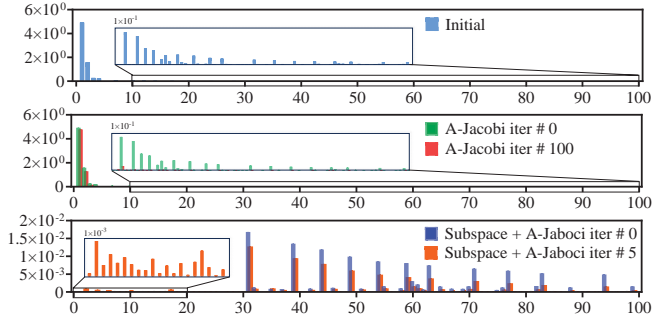 6×10⁰
4×10⁰
2×10⁰
0
1×10⁻¹
Initial
0 10 20 30 40 50 60 70 80 90 100
6×10⁰
4×10⁰
2×10⁰
0
1×10⁻¹
A-Jacobi iter # 0
A-Jacobi iter # 100
0 10 20 30 40 50 60 70 80 90 100
2×10⁻²
1.5×10⁻²
1×10⁻²
5×10⁻³
0
1×10⁻³
Subspace + A-Jaboci iter # 0
Subspace + A-Jaboci iter # 5
0 10 20 30 40 50 60 70 80 90 100